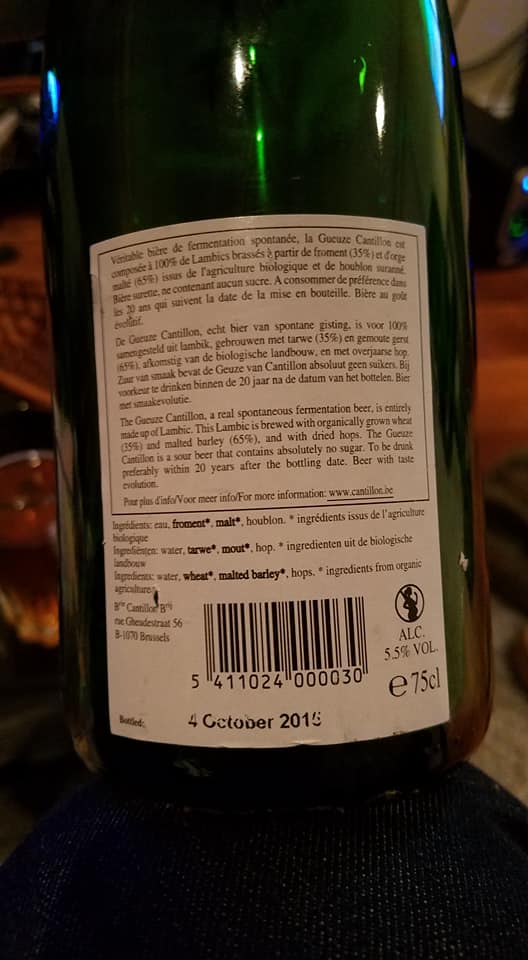 Véritable bière de fermentation spontanée, la Gueuze Cantillon est
composée à 100% de Lambics brassés à partir de froment (35%) et d'orge
malté (65%) issus de l'agriculture biologique et de houblon suranné.
Bière surette, ne contenant aucun sucre. A consommer de préférence dans
les 20 ans qui suivent la date de la mise en bouteille. Bière au goût
évolutif.
De Gueuze Cantillon, echt bier van spontane gisting, is voor 100%
samengesteld uit lambik, gebrouwen met tarwe (35%) en gemoute gerst
(65%), afkomstig van de biologische landbouw, en met overjaarse hop.
Zuur van smaak bevat de Geuze van Cantillon absoluut geen suikers. Bij
voorkeur te drinken binnen de 20 jaar na de datum van het bottelen. Bier
met smaakevolutie.
The Gueuze Cantillon, a real spontaneous fermentation beer, is entirely
made up of Lambic. This Lambic is brewed with organically grown wheat
(35%) and malted barley (65%), and with dried hops. The Gueuze
Cantillon is a sour beer that contains absolutely no sugar. To be drunk
preferably within 20 years after the bottling date. Beer with taste
evolution.
Pour plus d'info/Voor meer info/For more information: www.cantillon.be
Ingrédients: eau, froment*, malt*, houblon. * ingrédients issus de l'agriculture
biologique
Ingrediënten: water, tarwe*, mout*, hop. * ingredienten uit de biologische
landbouw
Ingredients: water, wheat*, malted barley*, hops. * ingredients from organic
agriculture
Brie Cantillon Brij
rue Gheudestraat 56
B-1070 Brussels
ALC.
5.5% VOL.
e 75cl
5 411024 000030
Bottled: 4 October 201